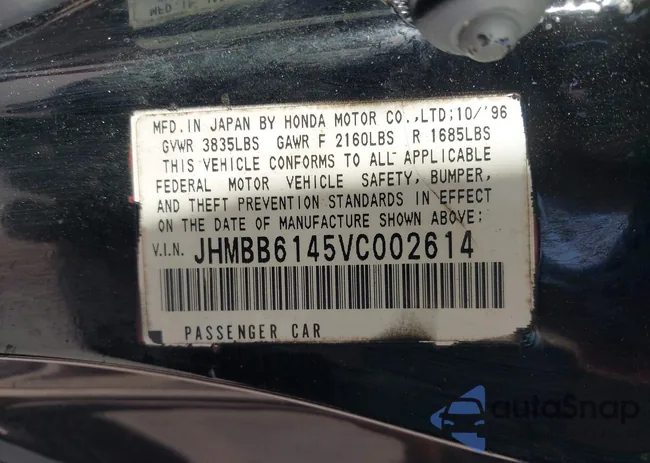 MFD.IN JAPAN BY HONDA MOTOR CO.,LTD;10/'96
GVWR 3835LBS GAWR F 2160LBS R 1685LBS
THIS VEHICLE CONFORMS TO ALL APPLICABLE
FEDERAL MOTOR VEHICLE SAFETY, BUMPER,
AND THEFT PREVENTION STANDARDS IN EFFECT
ON THE DATE OF MANUFACTURE SHOWN ABOVE;
V.I.N. JHMBB6145VC002614
PASSENGER CAR
autoSnap